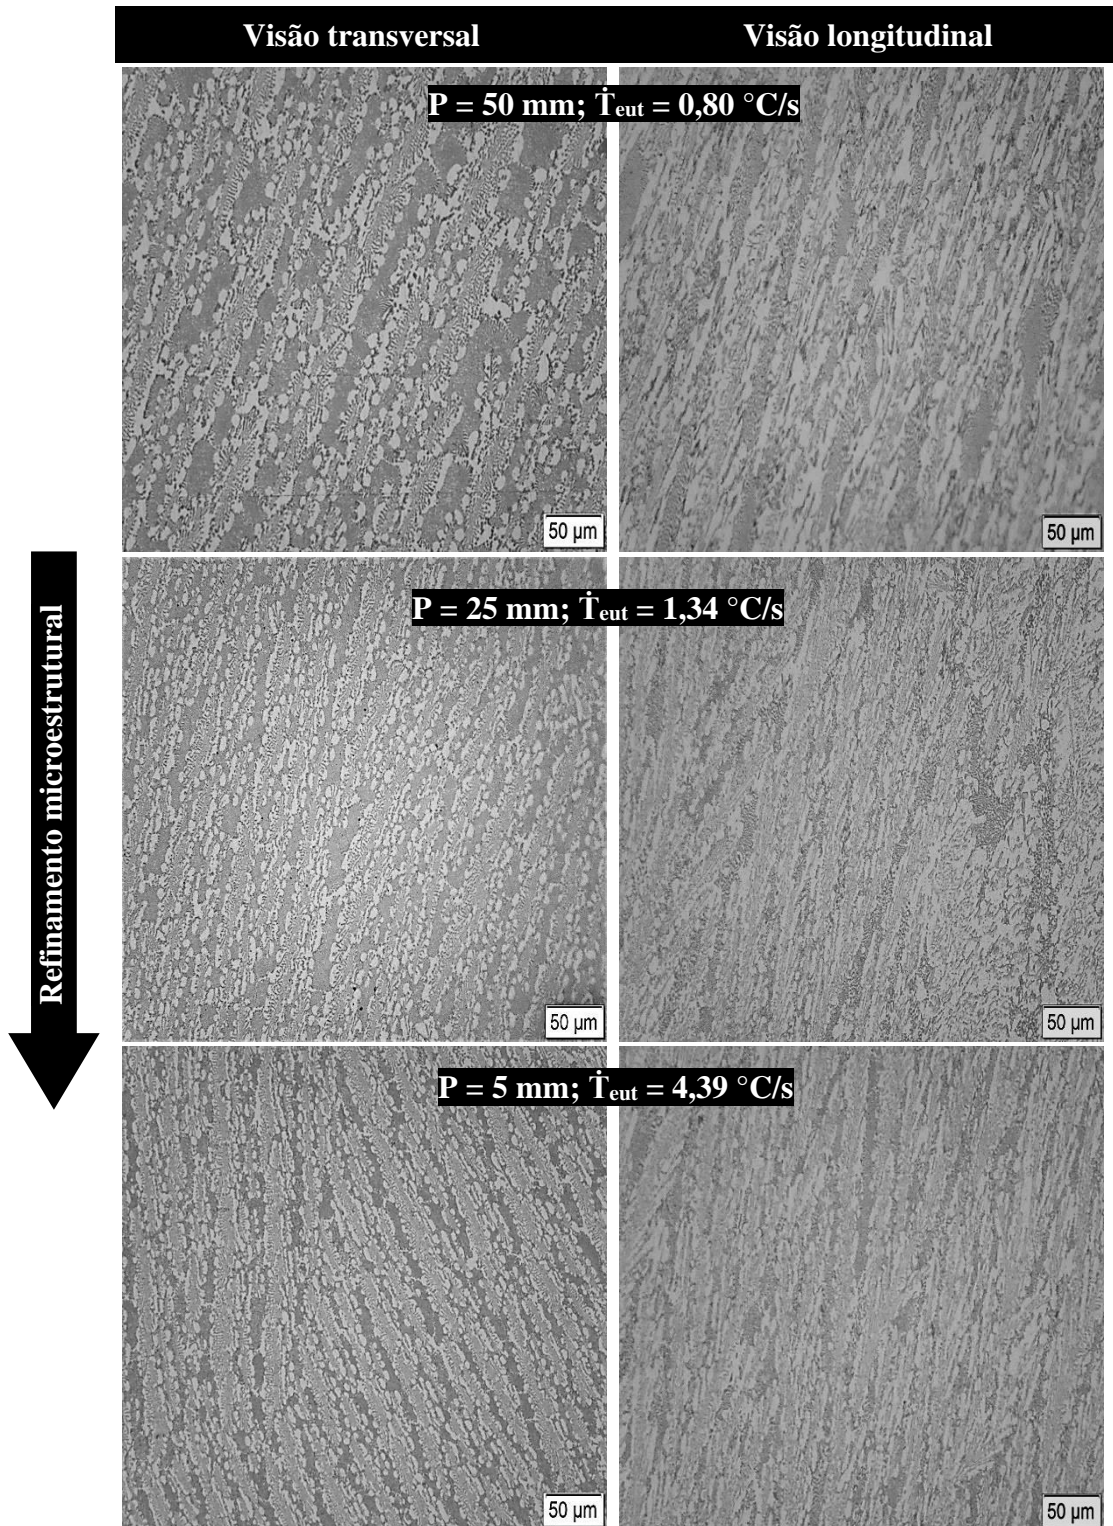 Visão transversal
Visão longitudinal
P = 50 mm; Ṫeut = 0,80 °C/s
50 µm
50 µm
Refinamento microestrutural
P = 25 mm; Ṫeut = 1,34 °C/s
50 µm
50 µm
P = 5 mm; Ṫeut = 4,39 °C/s
50 µm
50 µm